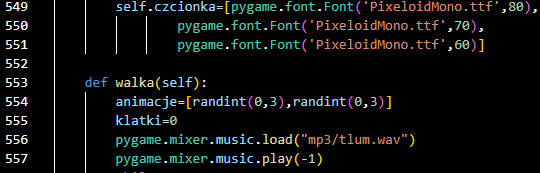 549 self.czcionka=[pygame.font.Font('PixeloidMono.ttf',80),
550 pygame.font.Font('PixeloidMono.ttf',70),
551 pygame.font.Font('PixeloidMono.ttf',60)]
552
553 def walka(self):
554 animacje=[randint(0,3),randint(0,3)]
555 klatki=0
556 pygame.mixer.music.load("mp3/tlum.wav")
557 pygame.mixer.music.play(-1)